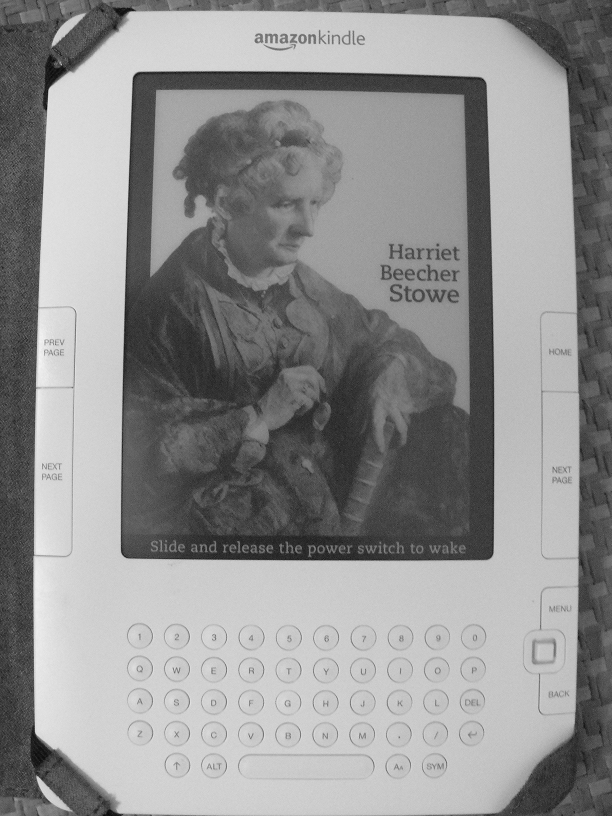 amazonkindle
Harriet
Beecher
Stowe
PREV
PAGE
HOME
NEXT
PAGE
NEXT
PAGE
Slide and release the power switch to wake
MENU
BACK
1 2 3 4 5 6 7 8 9 0
Q W E R T Y U I O P
A S D F G H J K L DEL
Z X C V B N M . / ↵
↑ ALT Aa SYM